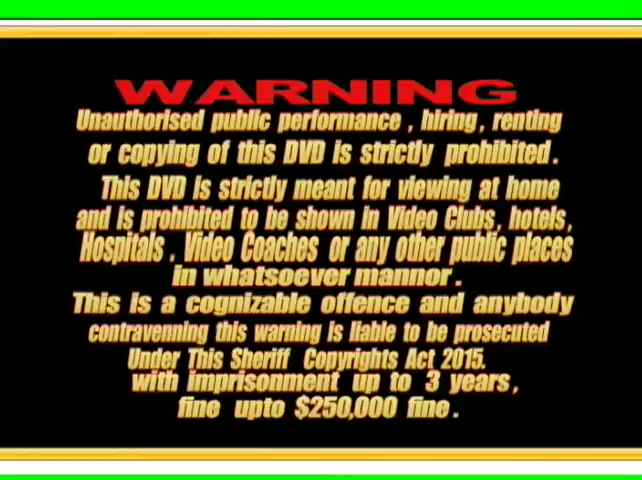 WARNING
Unauthorised public performance , hiring , renting
or copying of this DVD is strictly prohibited .
This DVD is strictly meant for viewing at home
and is prohibited to be shown in Video Clubs , hotels ,
Hospitals , Video Coaches or any other public places
in whatsoever mannor .
This is a cognizable offence and anybody
contravenning this warning is liable to be prosecuted
Under This Sheriff Copyrights Act 2015.
with imprisonment up to 3 years ,
fine upto $250,000 fine .